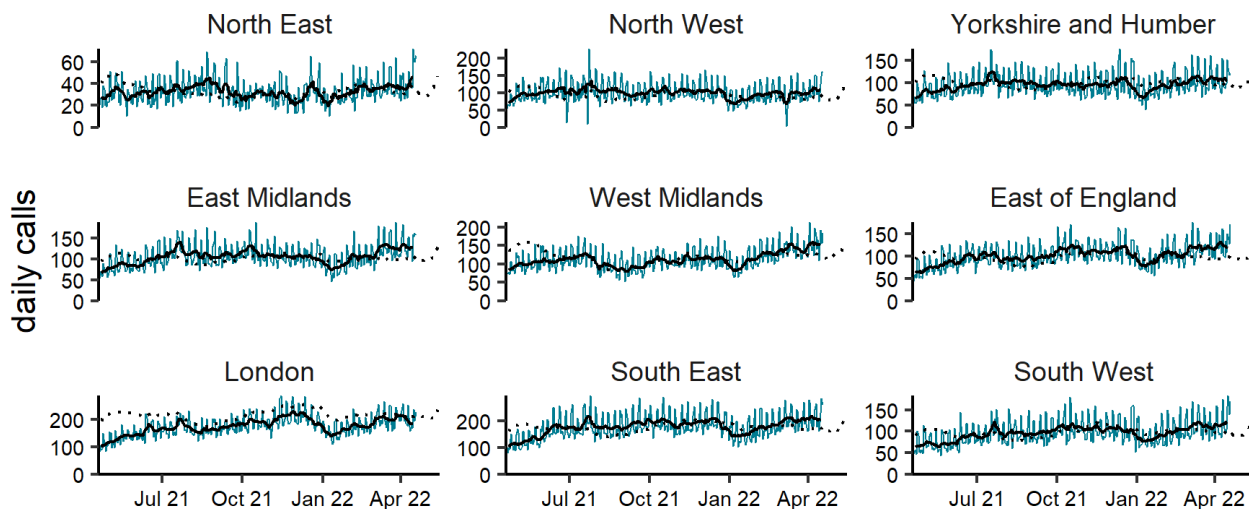 North East
North West
Yorkshire and Humber
60
40
20
0
200
150
100
50
0
150
100
50
0
daily calls
East Midlands
West Midlands
East of England
150
100
50
0
200
150
100
50
0
150
100
50
0
London
South East
South West
200
100
0
200
100
0
150
100
50
0
Jul 21 Oct 21 Jan 22 Apr 22
Jul 21 Oct 21 Jan 22 Apr 22
Jul 21 Oct 21 Jan 22 Apr 22